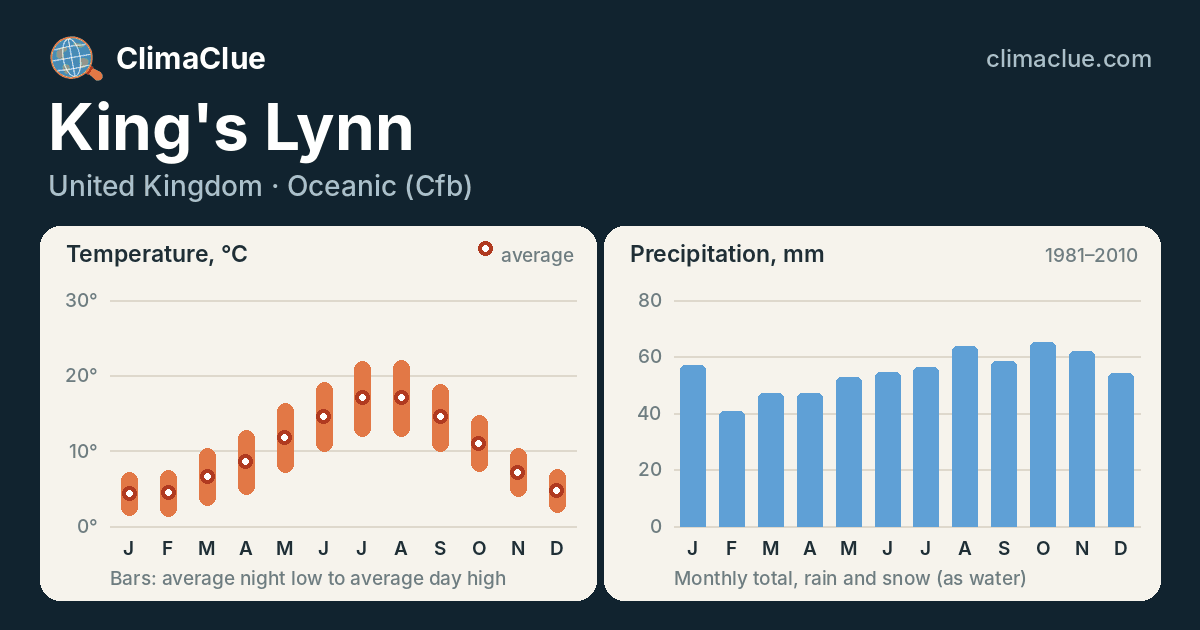 ClimaClue
climaclue.com
King's Lynn
United Kingdom · Oceanic (Cfb)
Temperature, °C
average
30°
20°
10°
0°
J F M A M J J A S O N D
Bars: average night low to average day high
Precipitation, mm
1981–2010
80
60
40
20
0
J F M A M J J A S O N D
Monthly total, rain and snow (as water)